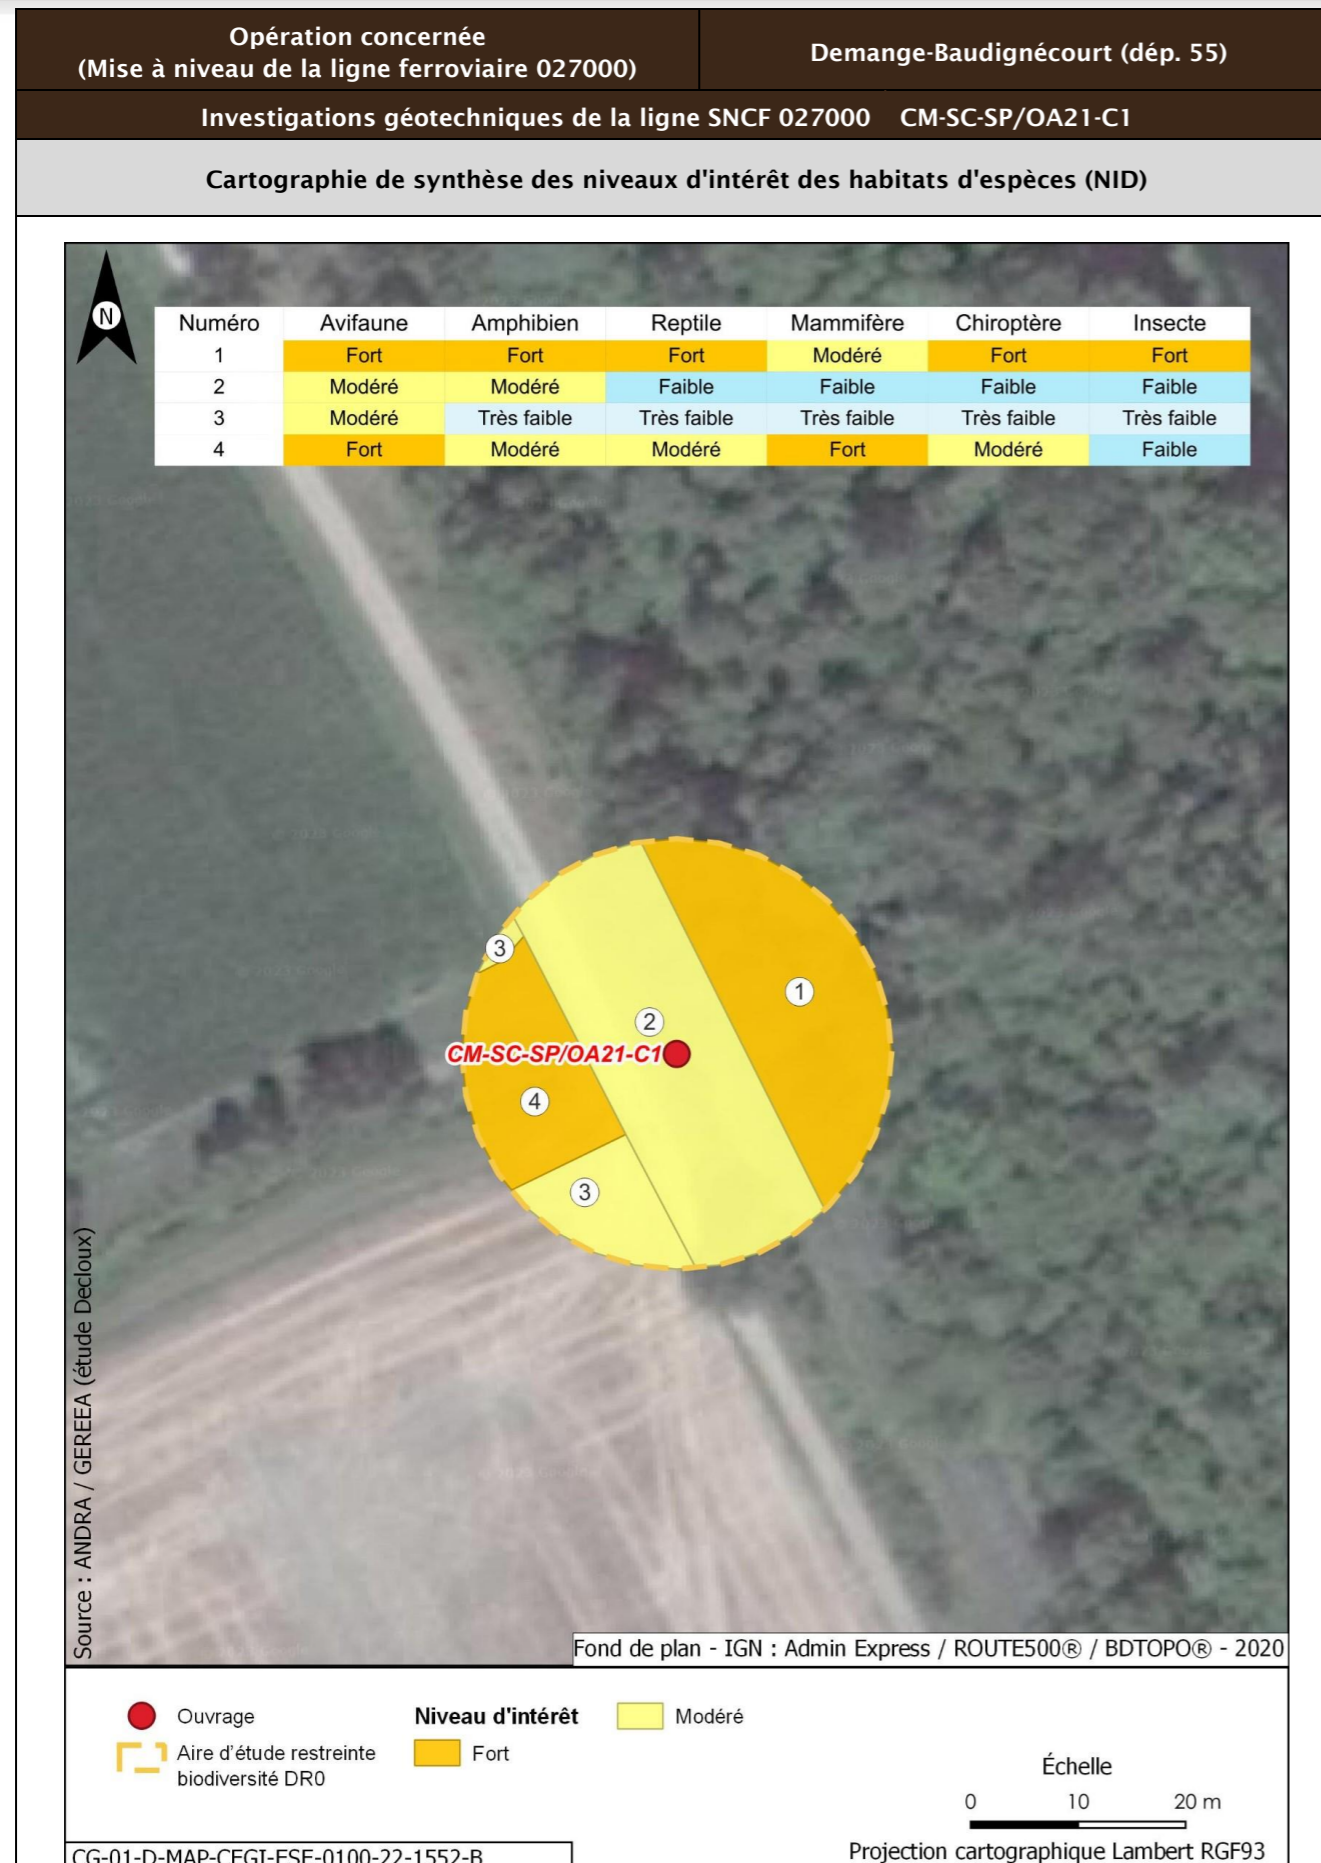 Opération concernée
(Mise à niveau de la ligne ferroviaire 027000)
Demange-Baudignécourt (dép. 55)
Investigations géotechniques de la ligne SNCF 027000 CM-SC-SP/OA21-C1
Cartographie de synthèse des niveaux d'intérêt des habitats d'espèces (NID)
N
Numéro Avifaune Amphibien Reptile Mammifère Chiroptère Insecte
1 Fort Fort Fort Modéré Fort Fort
2 Modéré Modéré Faible Faible Faible Faible
3 Modéré Très faible Très faible Très faible Très faible Très faible
4 Fort Modéré Modéré Fort Modéré Faible
3
1
2
CM-SC-SP/OA21-C1
4
3
Source : ANDRA / GEREEA (étude Decloux)
Fond de plan - IGN : Admin Express / ROUTE500® / BDTOPO® - 2020
Ouvrage
Aire d'étude restreinte
biodiversité DR0
Niveau d'intérêt
Fort
Modéré
Échelle
0 10 20 m
Projection cartographique Lambert RGF93
CG-01-D-MAP-CEGI-ESE-0100-22-1552-B